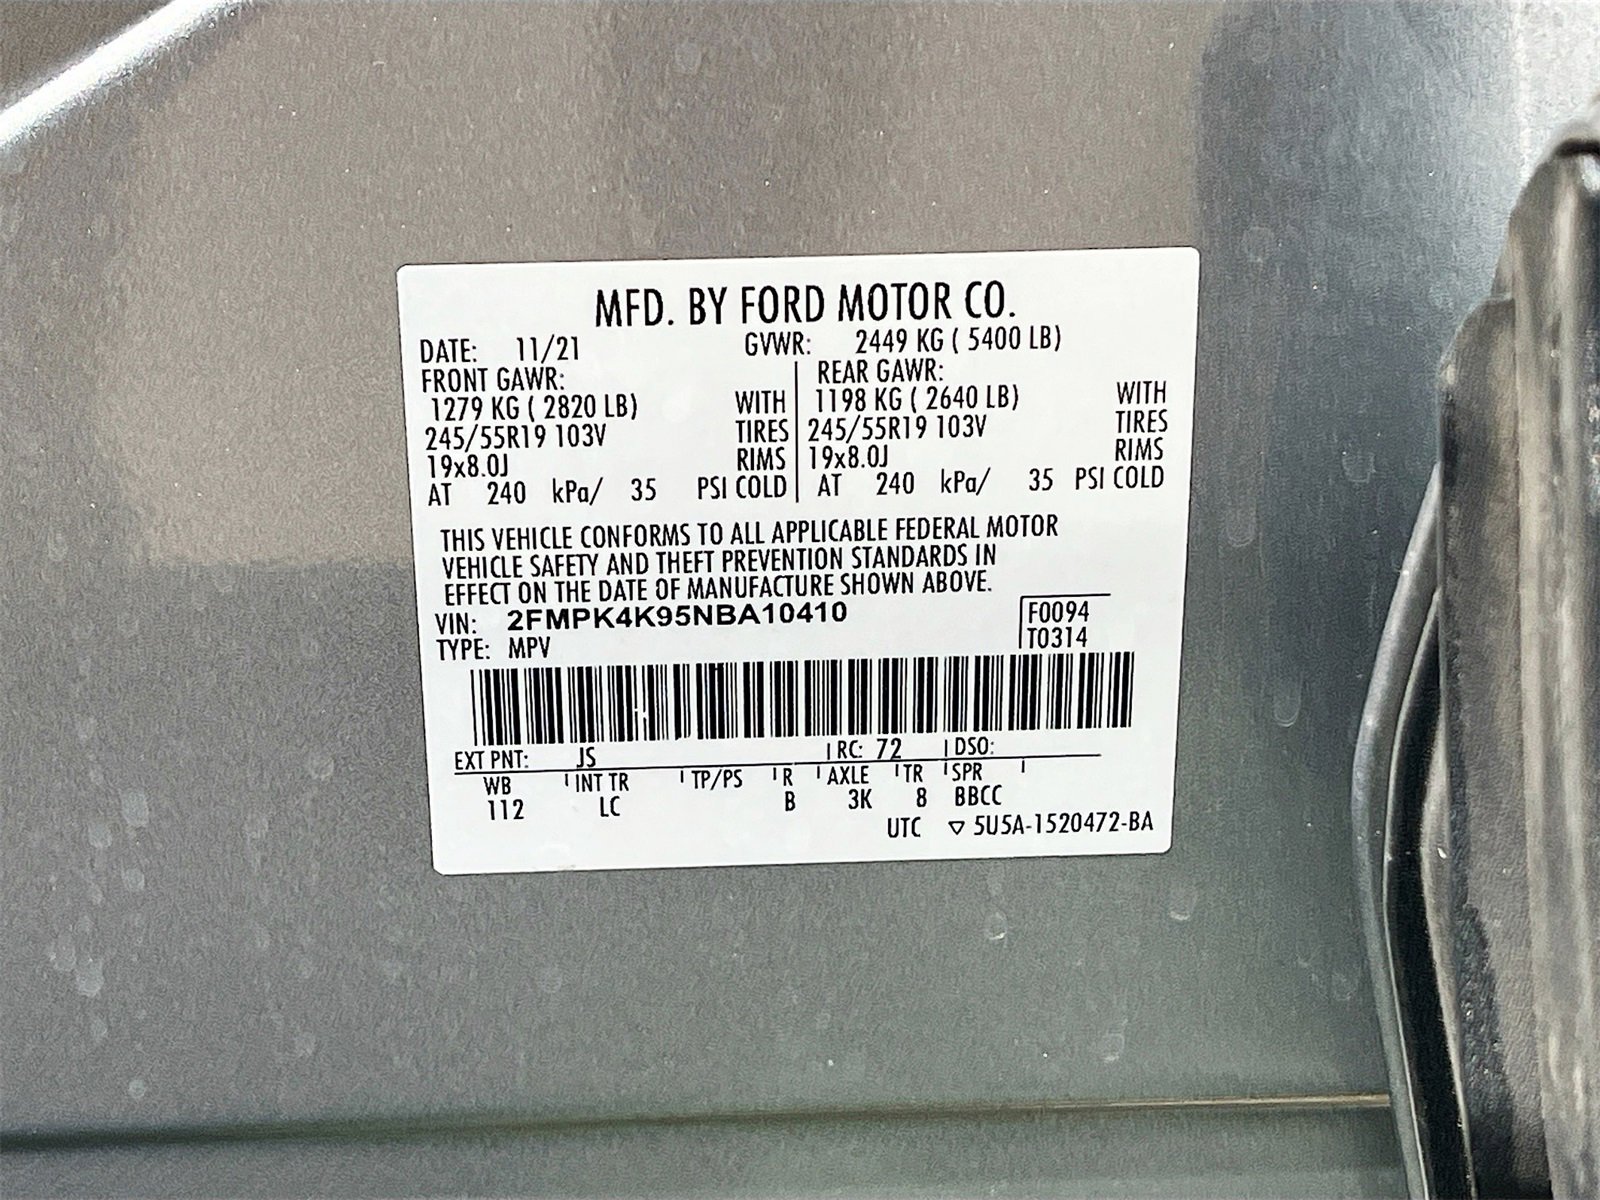 MFD. BY FORD MOTOR CO.
DATE: 11/21 GVWR: 2449 KG ( 5400 LB)
FRONT GAWR: REAR GAWR:
1279 KG ( 2820 LB) WITH 1198 KG ( 2640 LB) WITH
245/55R19 103V TIRES 245/55R19 103V TIRES
19x8.0J RIMS 19x8.0J RIMS
AT 240 kPa/ 35 PSI COLD AT 240 kPa/ 35 PSI COLD
THIS VEHICLE CONFORMS TO ALL APPLICABLE FEDERAL MOTOR
VEHICLE SAFETY AND THEFT PREVENTION STANDARDS IN
EFFECT ON THE DATE OF MANUFACTURE SHOWN ABOVE.
VIN: 2FMPK4K95NBA10410 F0094
TYPE: MPV T0314
EXT PNT: JS RC: 72 DSO:
WB INT TR TP/PS R AXLE TR SPR
112 LC B 3K 8 BBCC
UTC ▽ 5U5A-1520472-BA